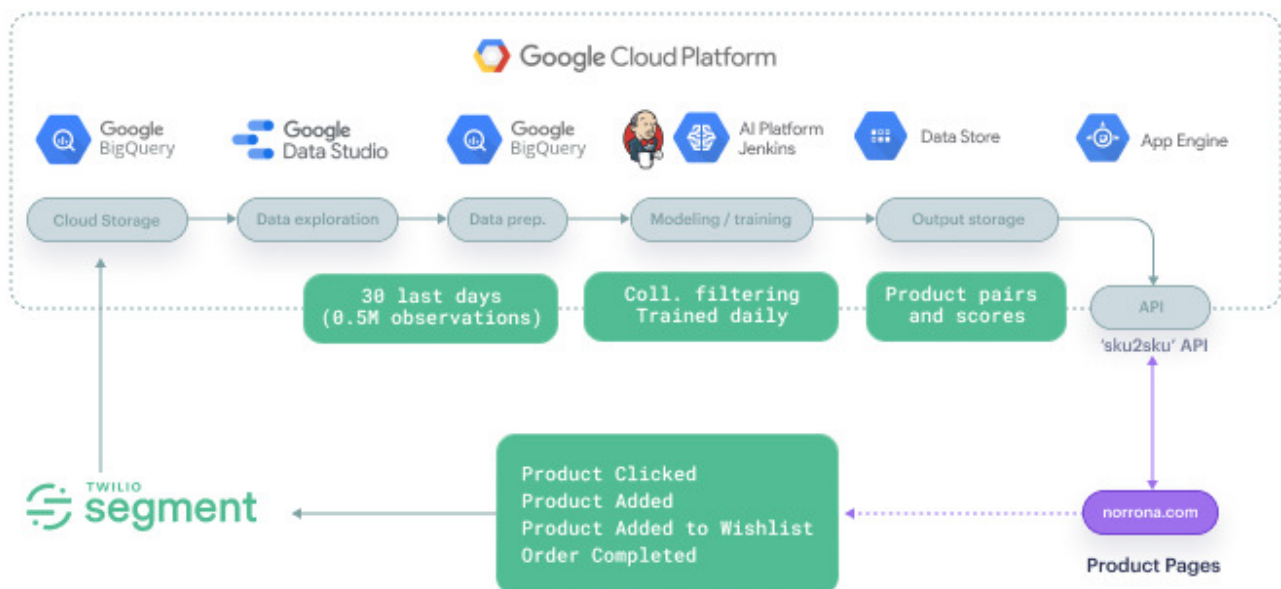 Google Cloud Platform
Google
BigQuery
Google
Data Studio
Google
BigQuery
AI Platform
Jenkins
Data Store
App Engine
Cloud Storage
Data exploration
Data prep.
Modeling / training
Output storage
30 last days
(0.5M observations)
Coll. filtering
Trained daily
Product pairs
and scores
API
'sku2sku' API
TWILIO
segment
Product Clicked
Product Added
Product Added to Wishlist
Order Completed
norrona.com
Product Pages